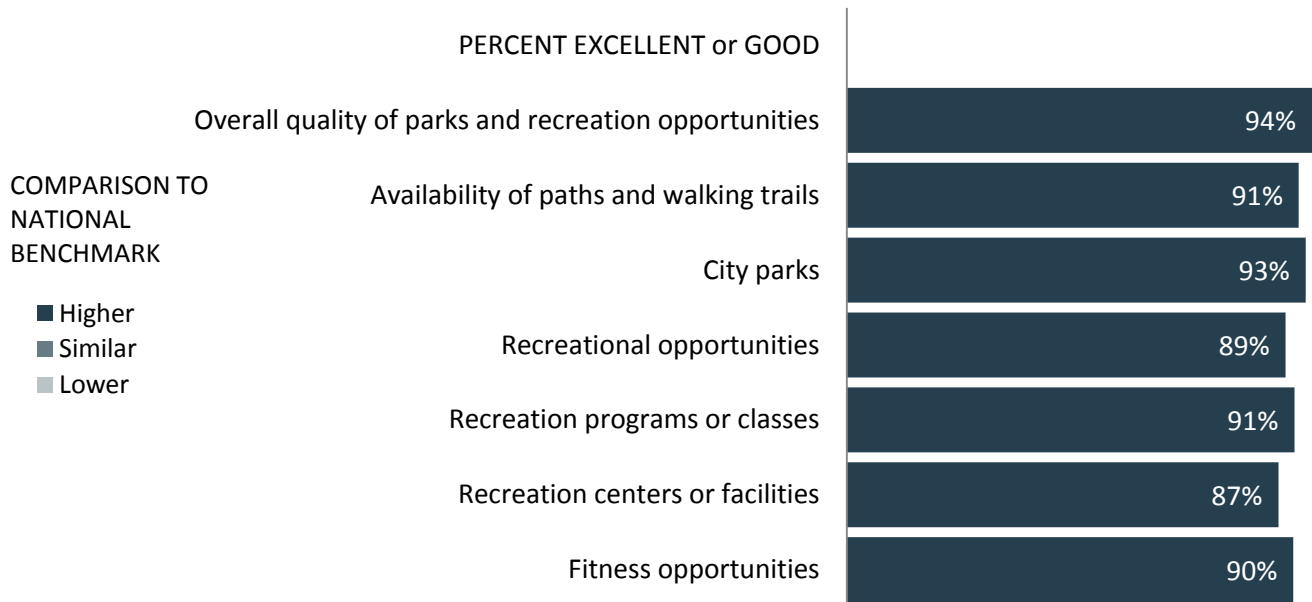 PERCENT EXCELLENT or GOOD
Overall quality of parks and recreation opportunities 94%
COMPARISON TO
NATIONAL
BENCHMARK
Higher
Similar
Lower
Availability of paths and walking trails 91%
City parks 93%
Recreational opportunities 89%
Recreation programs or classes 91%
Recreation centers or facilities 87%
Fitness opportunities 90%